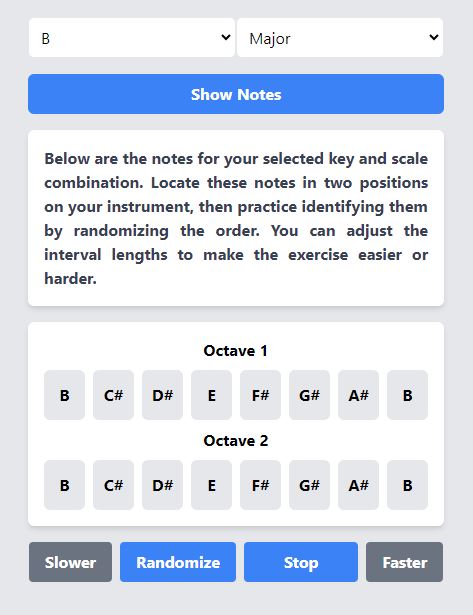 B Major
Show Notes
Below are the notes for your selected key and scale
combination. Locate these notes in two positions
on your instrument, then practice identifying them
by randomizing the order. You can adjust the
interval lengths to make the exercise easier or
harder.
Octave 1
B C# D# E F# G# A# B
Octave 2
B C# D# E F# G# A# B
Slower Randomize Stop Faster